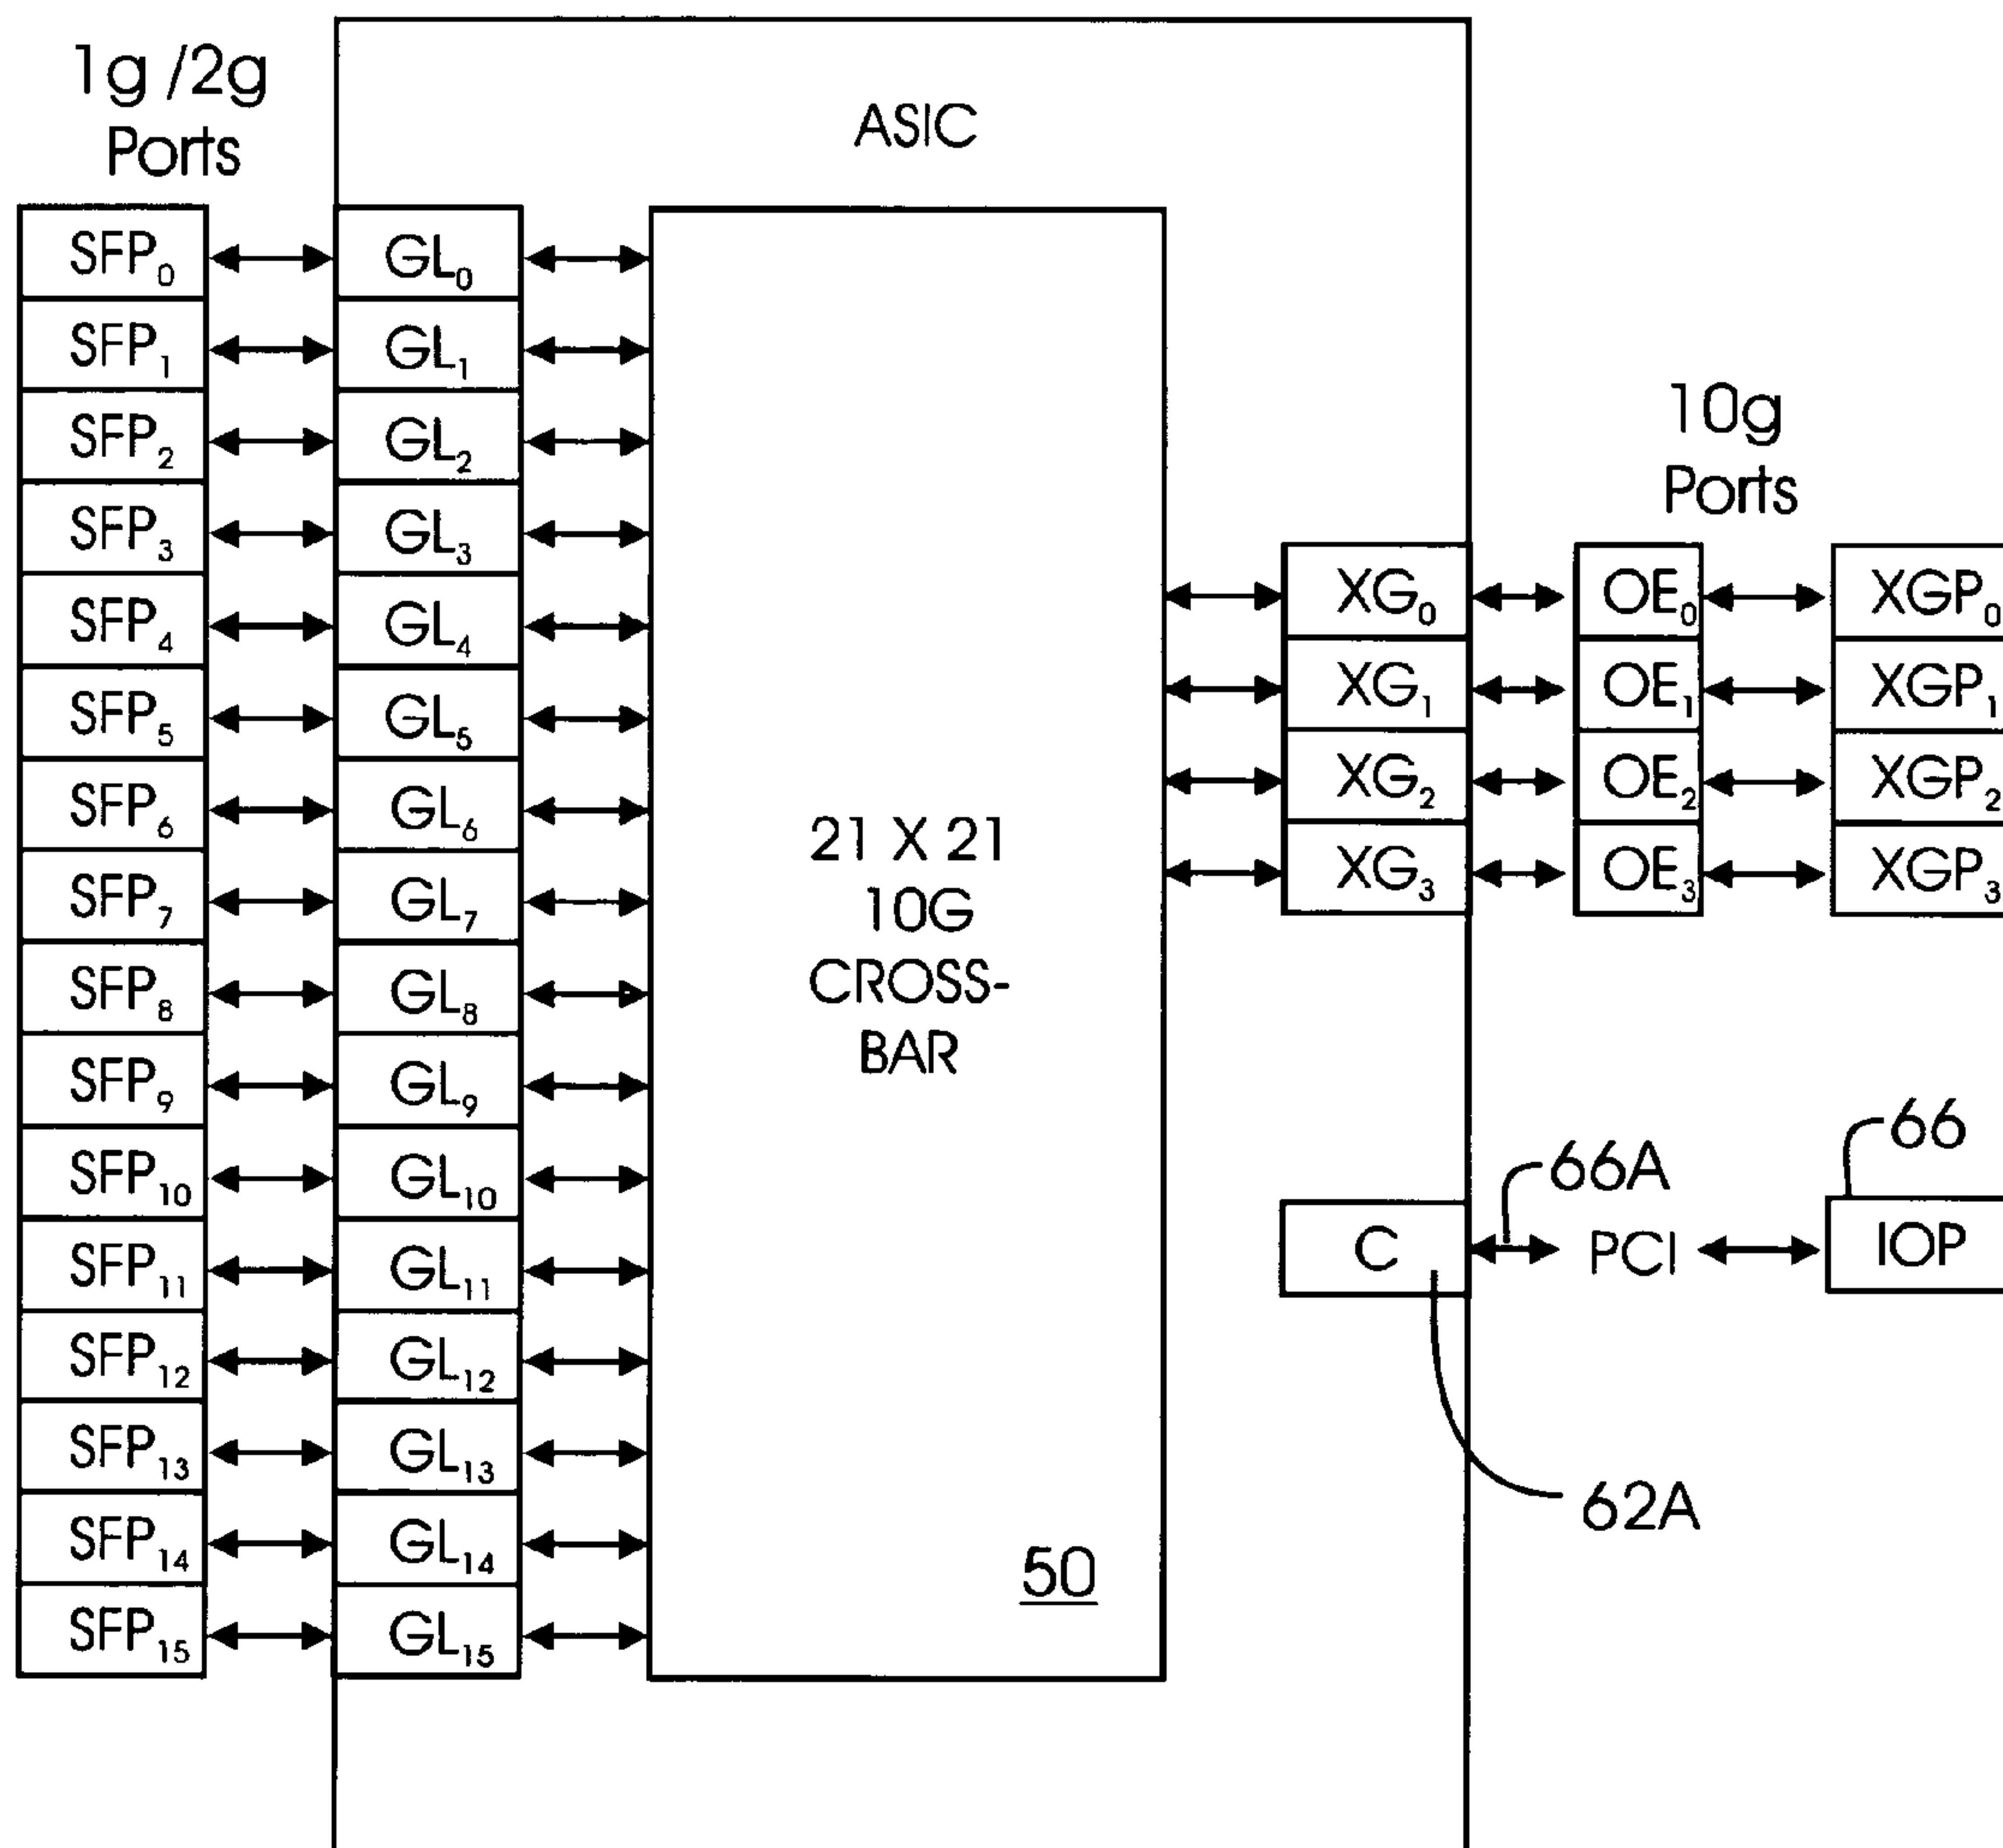 1g /2g
Ports
ASIC
SFP0 GL0
SFP1 GL1
SFP2 GL2
SFP3 GL3
SFP4 GL4
SFP5 GL5
SFP6 GL6
SFP7 GL7
SFP8 GL8
SFP9 GL9
SFP10 GL10
SFP11 GL11
SFP12 GL12
SFP13 GL13
SFP14 GL14
SFP15 GL15
21 X 21
10G
CROSS-
BAR
50
10g
Ports
XG0 OE0 XGP0
XG1 OE1 XGP1
XG2 OE2 XGP2
XG3 OE3 XGP3
66A
66
C PCI IOP
62A